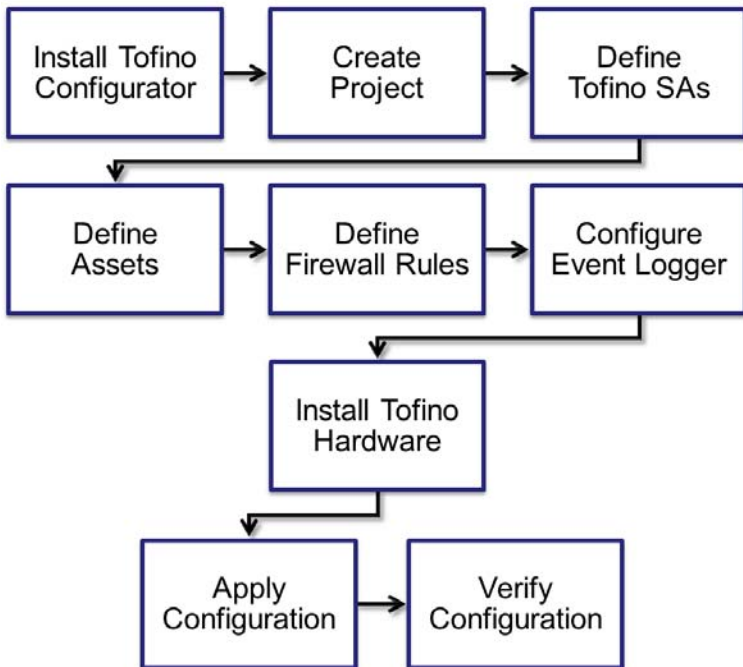 Install Tofino
Configurator
Create
Project
Define
Tofino SAs
Define
Assets
Define
Firewall Rules
Configure
Event Logger
Install Tofino
Hardware
Apply
Configuration
Verify
Configuration